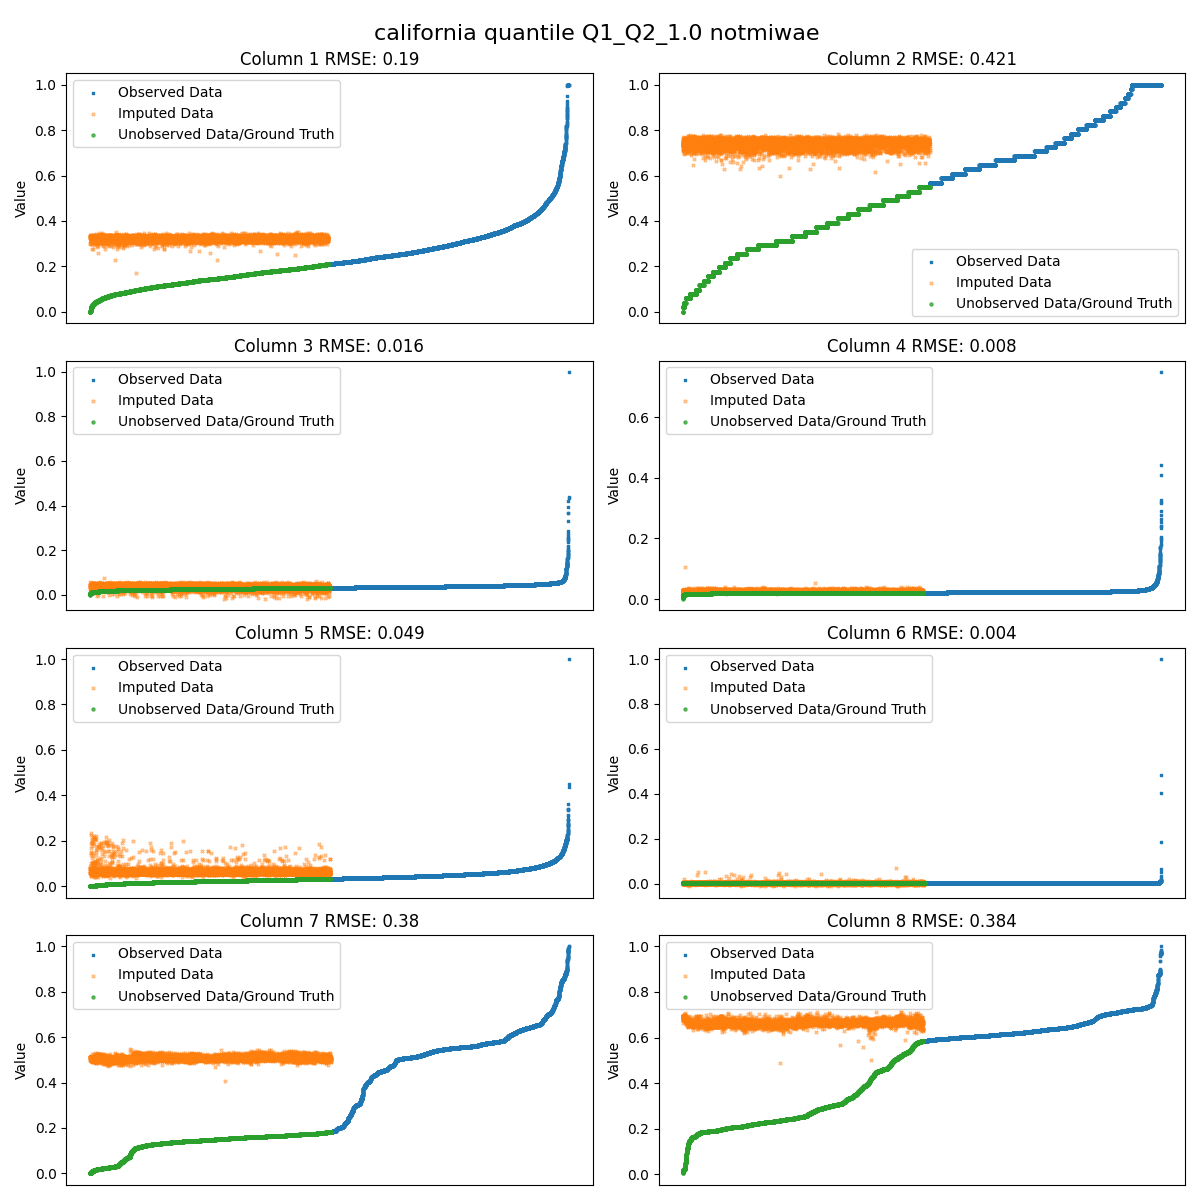 california quantile Q1_Q2_1.0 notmiwae
Column 1 RMSE: 0.19
1.0
0.8
0.6
0.4
0.2
0.0
Value
Observed Data
Imputed Data
Unobserved Data/Ground Truth
Column 2 RMSE: 0.421
1.0
0.8
0.6
0.4
0.2
0.0
Value
Observed Data
Imputed Data
Unobserved Data/Ground Truth
Column 3 RMSE: 0.016
1.0
0.8
0.6
0.4
0.2
0.0
Value
Observed Data
Imputed Data
Unobserved Data/Ground Truth
Column 4 RMSE: 0.008
0.6
0.4
0.2
0.0
Value
Observed Data
Imputed Data
Unobserved Data/Ground Truth
Column 5 RMSE: 0.049
1.0
0.8
0.6
0.4
0.2
0.0
Value
Observed Data
Imputed Data
Unobserved Data/Ground Truth
Column 6 RMSE: 0.004
1.0
0.8
0.6
0.4
0.2
0.0
Value
Observed Data
Imputed Data
Unobserved Data/Ground Truth
Column 7 RMSE: 0.38
1.0
0.8
0.6
0.4
0.2
0.0
Value
Observed Data
Imputed Data
Unobserved Data/Ground Truth
Column 8 RMSE: 0.384
1.0
0.8
0.6
0.4
0.2
0.0
Value
Observed Data
Imputed Data
Unobserved Data/Ground Truth